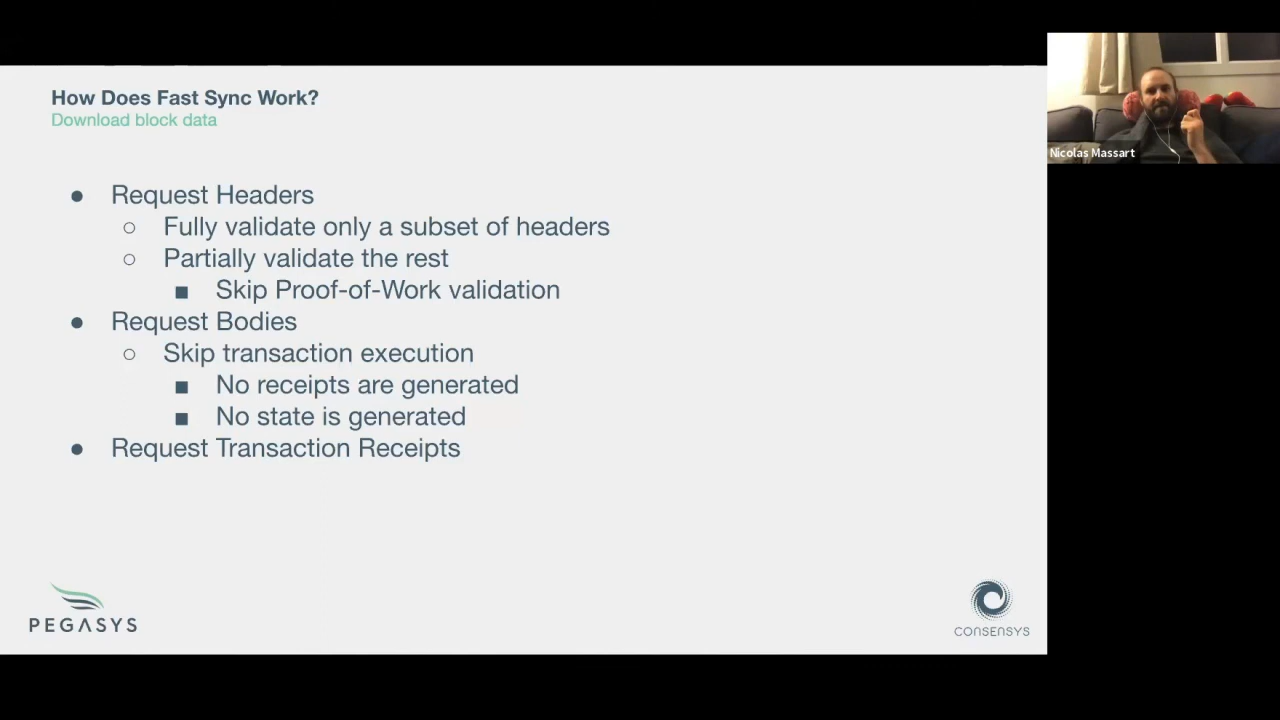 How Does Fast Sync Work?
Download block data
● Request Headers
○ Fully validate only a subset of headers
○ Partially validate the rest
■ Skip Proof-of-Work validation
● Request Bodies
○ Skip transaction execution
■ No receipts are generated
■ No state is generated
● Request Transaction Receipts
PEGASYS
CONSENSYS
Nicolas Massart